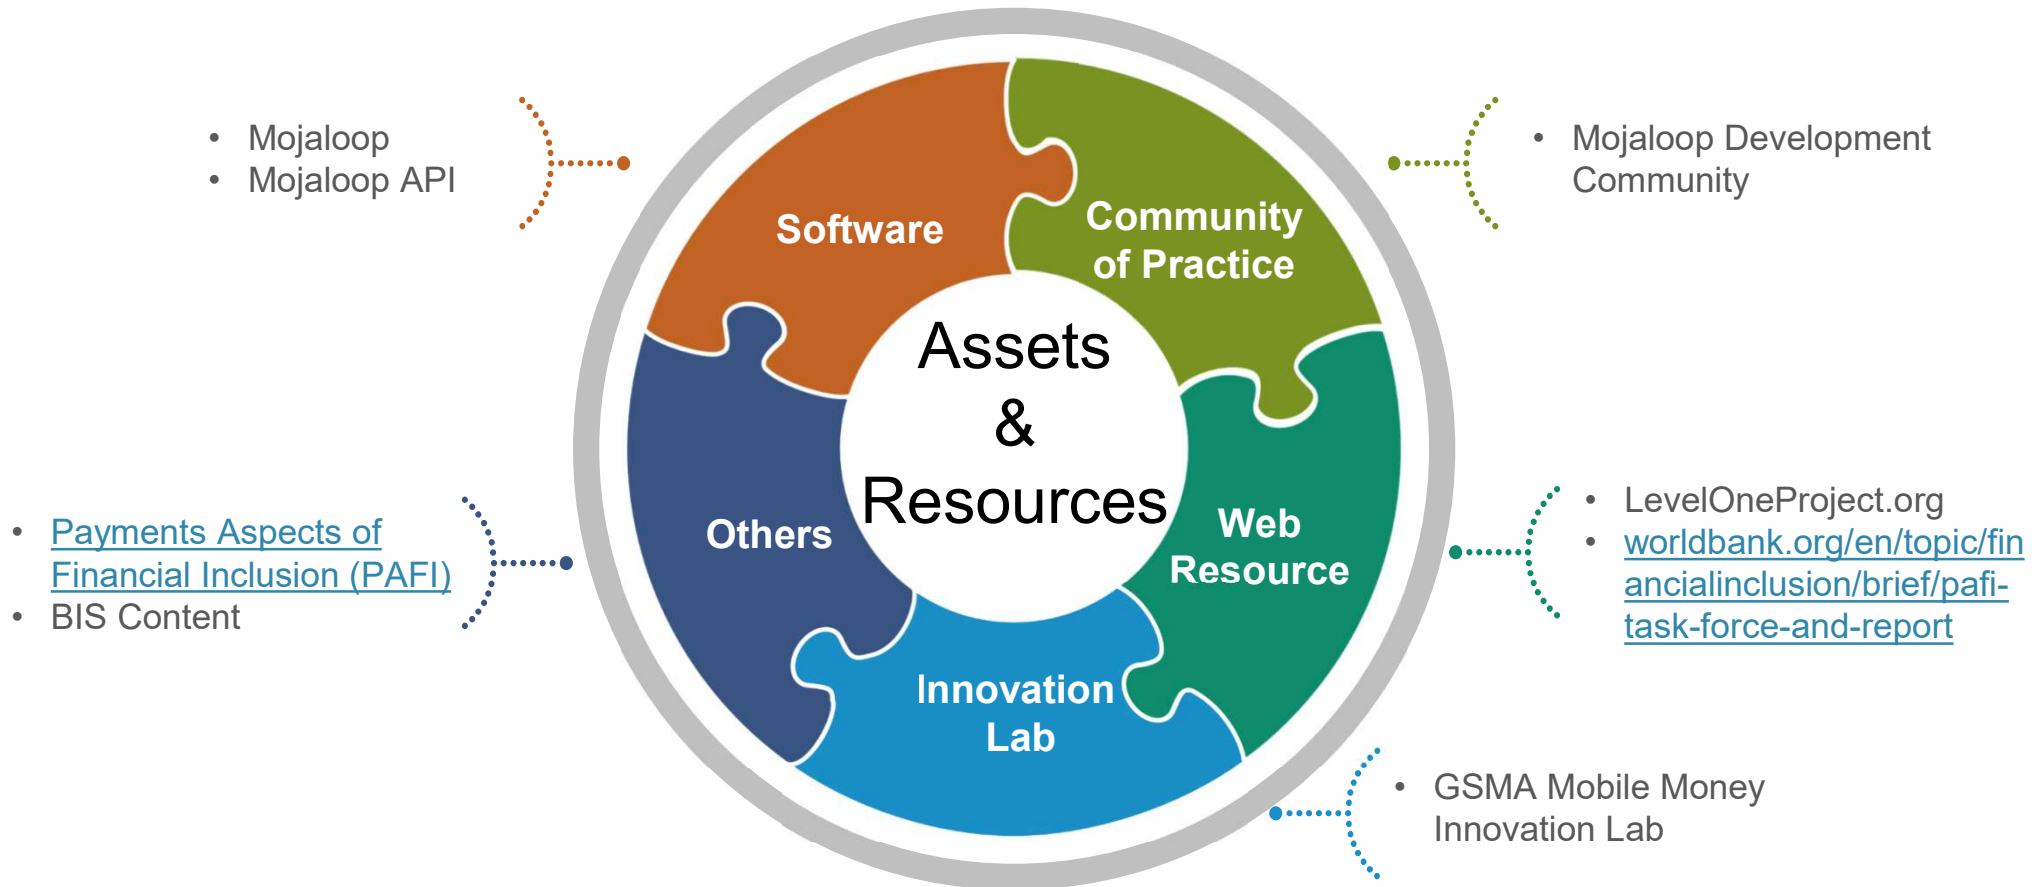 • Mojaloop
• Mojaloop API
Software
Community
of Practice
• Mojaloop Development
Community
Assets
&
Resources
• Payments Aspects of
Financial Inclusion (PAFI)
• BIS Content
Others
Web
Resource
• LevelOneProject.org
• worldbank.org/en/topic/fin
ancialinclusion/brief/pafi-
task-force-and-report
Innovation
Lab
• GSMA Mobile Money
Innovation Lab